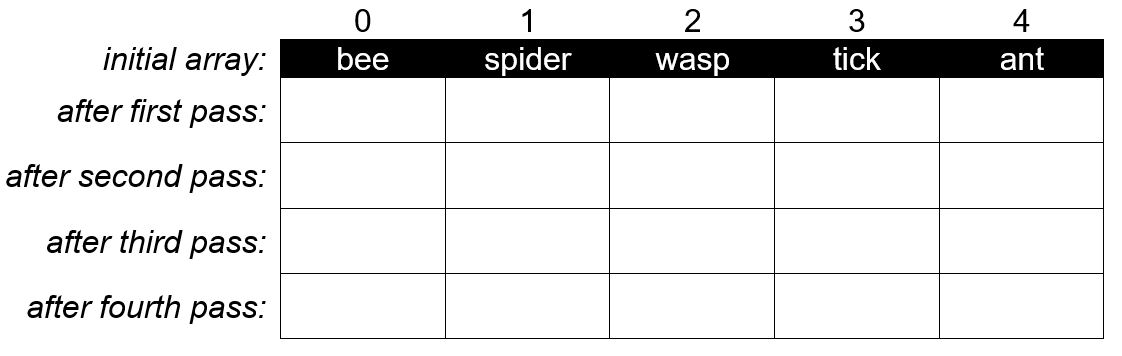 0 1 2 3 4
initial array: bee spider wasp tick ant
after first pass:
after second pass:
after third pass:
after fourth pass: